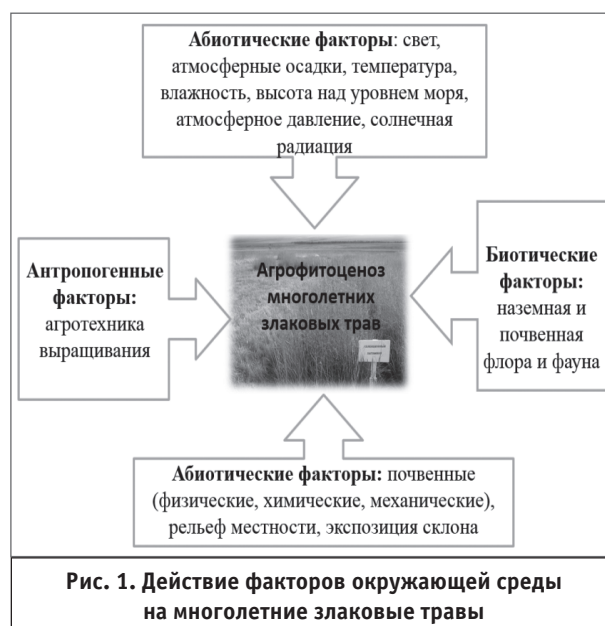 Абиотические факторы: свет,
атмосферные осадки, температура,
влажность, высота над уровнем моря,
атмосферное давление, солнечная
радиация
Антропогенные
факторы:
агротехника
выращивания
Агрофитоценоз
многолетних
злаковых трав
Биотические
факторы:
наземная и
почвенная
флора и фауна
Абиотические факторы: почвенные
(физические, химические, механические),
рельеф местности, экспозиция склона
Рис. 1. Действие факторов окружающей среды
на многолетние злаковые травы